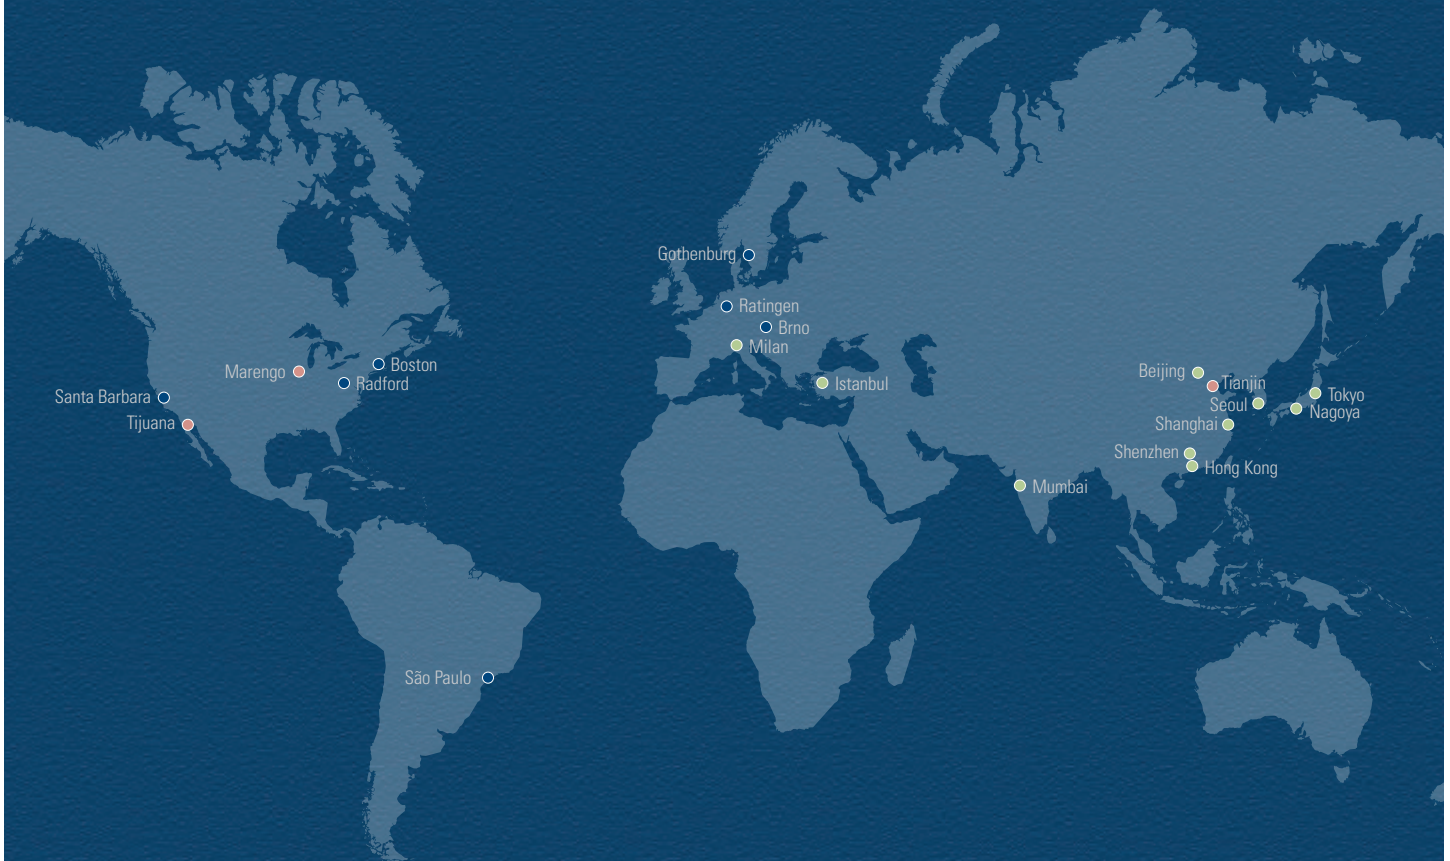 Gothenburg
Ratingen
Brno
Milan
Istanbul
Marengo
Boston
Radford
Santa Barbara
Tijuana
Beijing
Tianjin
Seoul
Tokyo
Nagoya
Shanghai
Shenzhen
Hong Kong
Mumbai
São Paulo